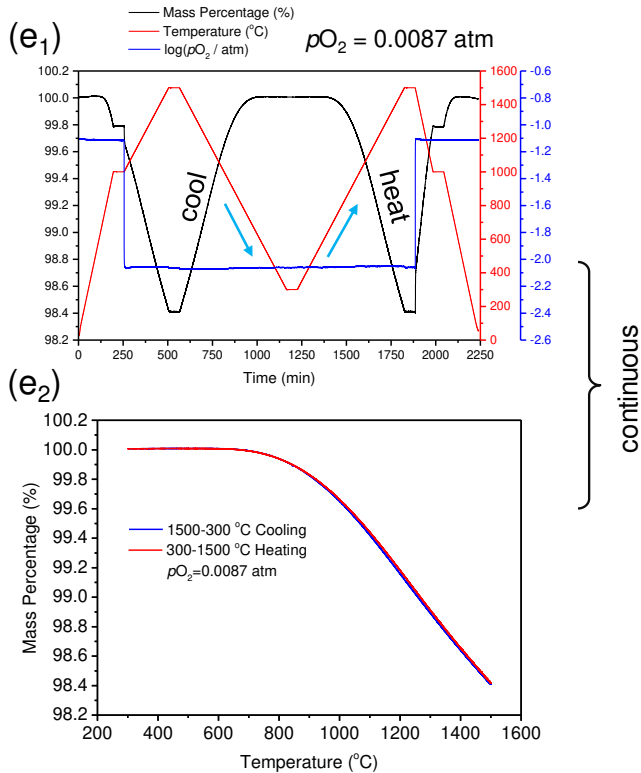 (e₁)
Mass Percentage (%)
Temperature (°C)
log(pO₂ / atm)
pO₂ = 0.0087 atm
100.2
100.0
99.8
99.6
99.4
99.2
99.0
98.8
98.6
98.4
98.2
Mass Percentage (%)
cool
heat
1600
1400
1200
1000
800
600
400
200
0
-0.6
-0.8
-1.0
-1.2
-1.4
-1.6
-1.8
-2.0
-2.2
-2.4
-2.6
0 250 500 750 1000 1250 1500 1750 2000 2250
Time (min)
continuous
(e₂)
100.2
100.0
99.8
99.6
99.4
99.2
99.0
98.8
98.6
98.4
98.2
Mass Percentage (%)
1500-300 °C Cooling
300-1500 °C Heating
pO₂=0.0087 atm
200 400 600 800 1000 1200 1400 1600
Temperature (°C)